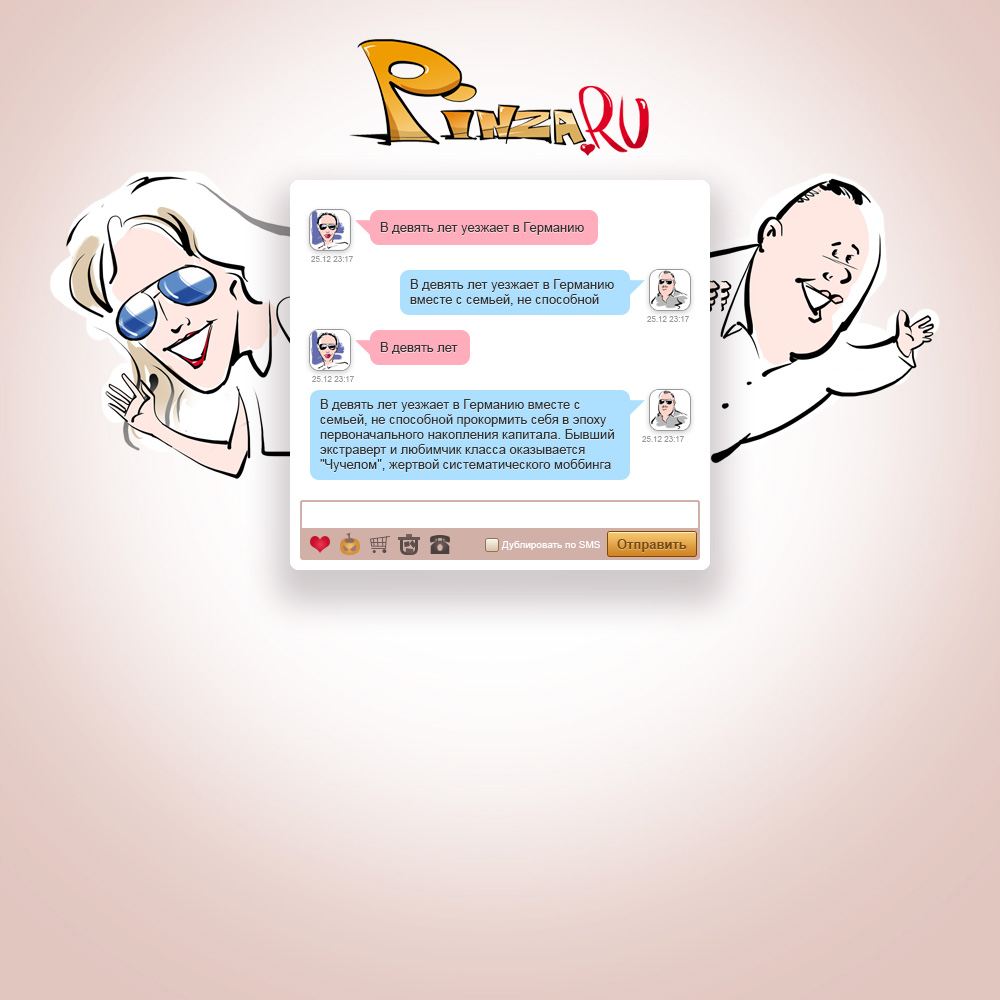 PINZA.RU
В девять лет уезжает в Германию
25.12 23:17
В девять лет уезжает в Германию
вместе с семьей, не способной
25.12 23:17
В девять лет
25.12 23:17
В девять лет уезжает в Германию вместе с
семьей, не способной прокормить себя в эпоху
первоначального накопления капитала. Бывший
экстраверт и любимчик класса оказывается
"Чучелом", жертвой систематического моббинга
25.12 23:17
Дублировать по SMS
Отправить